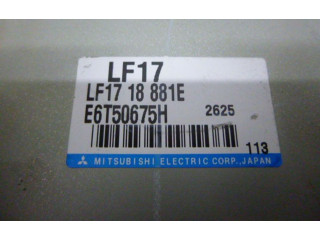 LF17
LF17 18 881E
E6T50675H 2625
113
MITSUBISHI ELECTRIC CORP., JAPAN